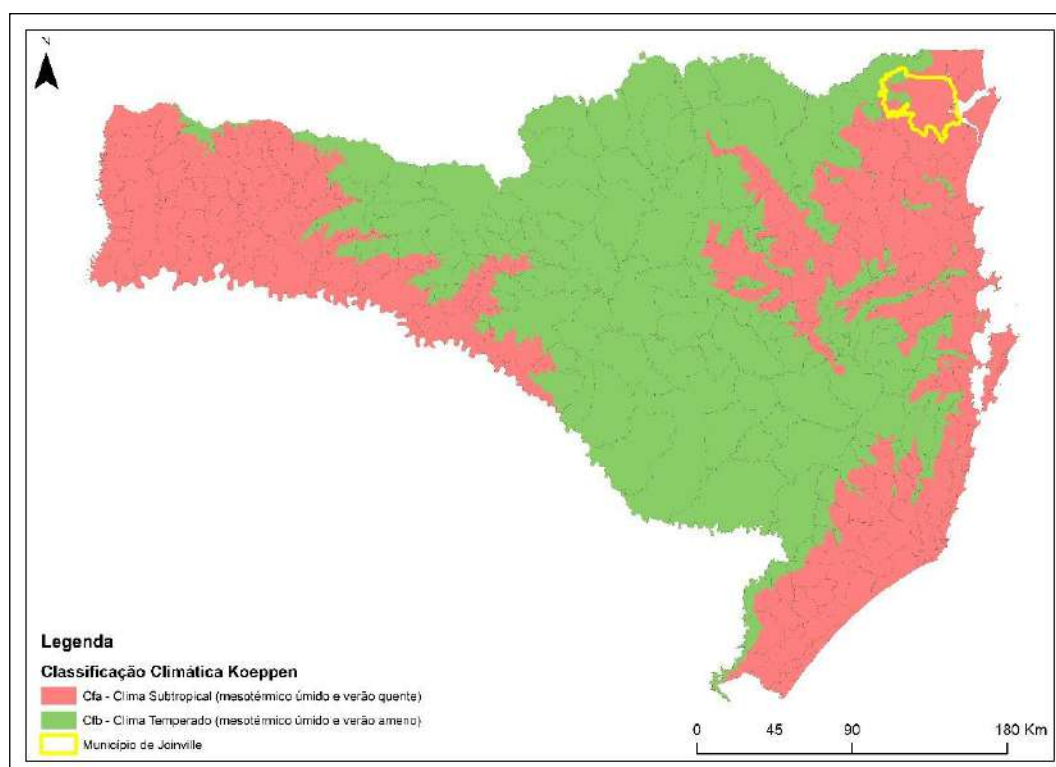 N
Legenda
Classificação Climática Koeppen
Cfa - Clima Subtropical (mesotérmico úmido e verão quente)
Cfb - Clima Temperado (mesotérmico úmido e verão ameno)
Município de Joinville
0 45 90 180 Km